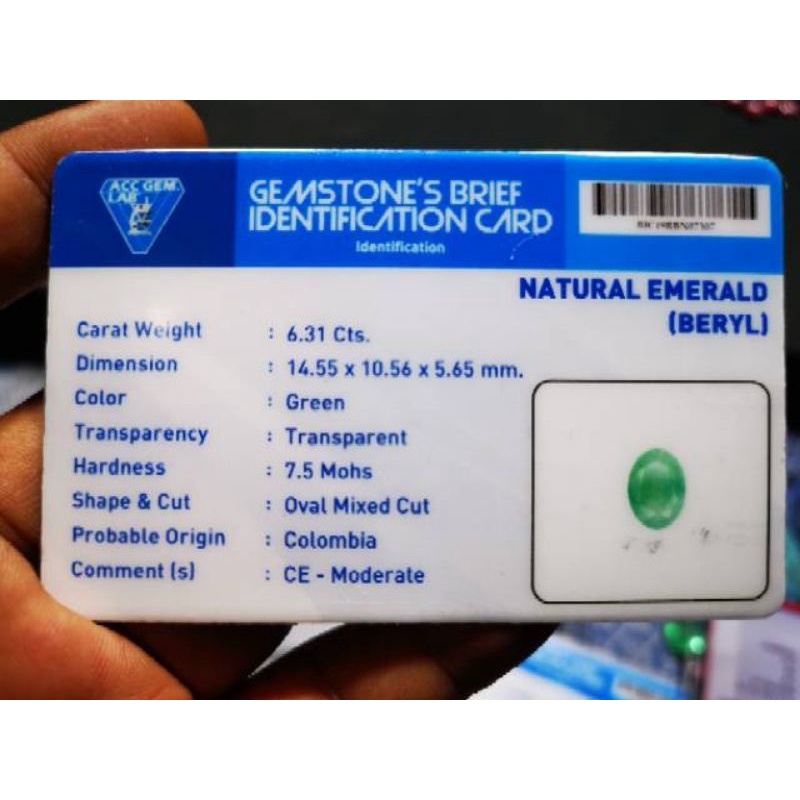 ACC GEM
LAB
GEMSTONE'S BRIEF
IDENTIFICATION CARD
Identification
NATURAL EMERALD
(BERYL)
Carat Weight : 6.31 Cts.
Dimension : 14.55 x 10.56 x 5.65 mm.
Color : Green
Transparency : Transparent
Hardness : 7.5 Mohs
Shape & Cut : Oval Mixed Cut
Probable Origin : Colombia
Comment (s) : CE - Moderate